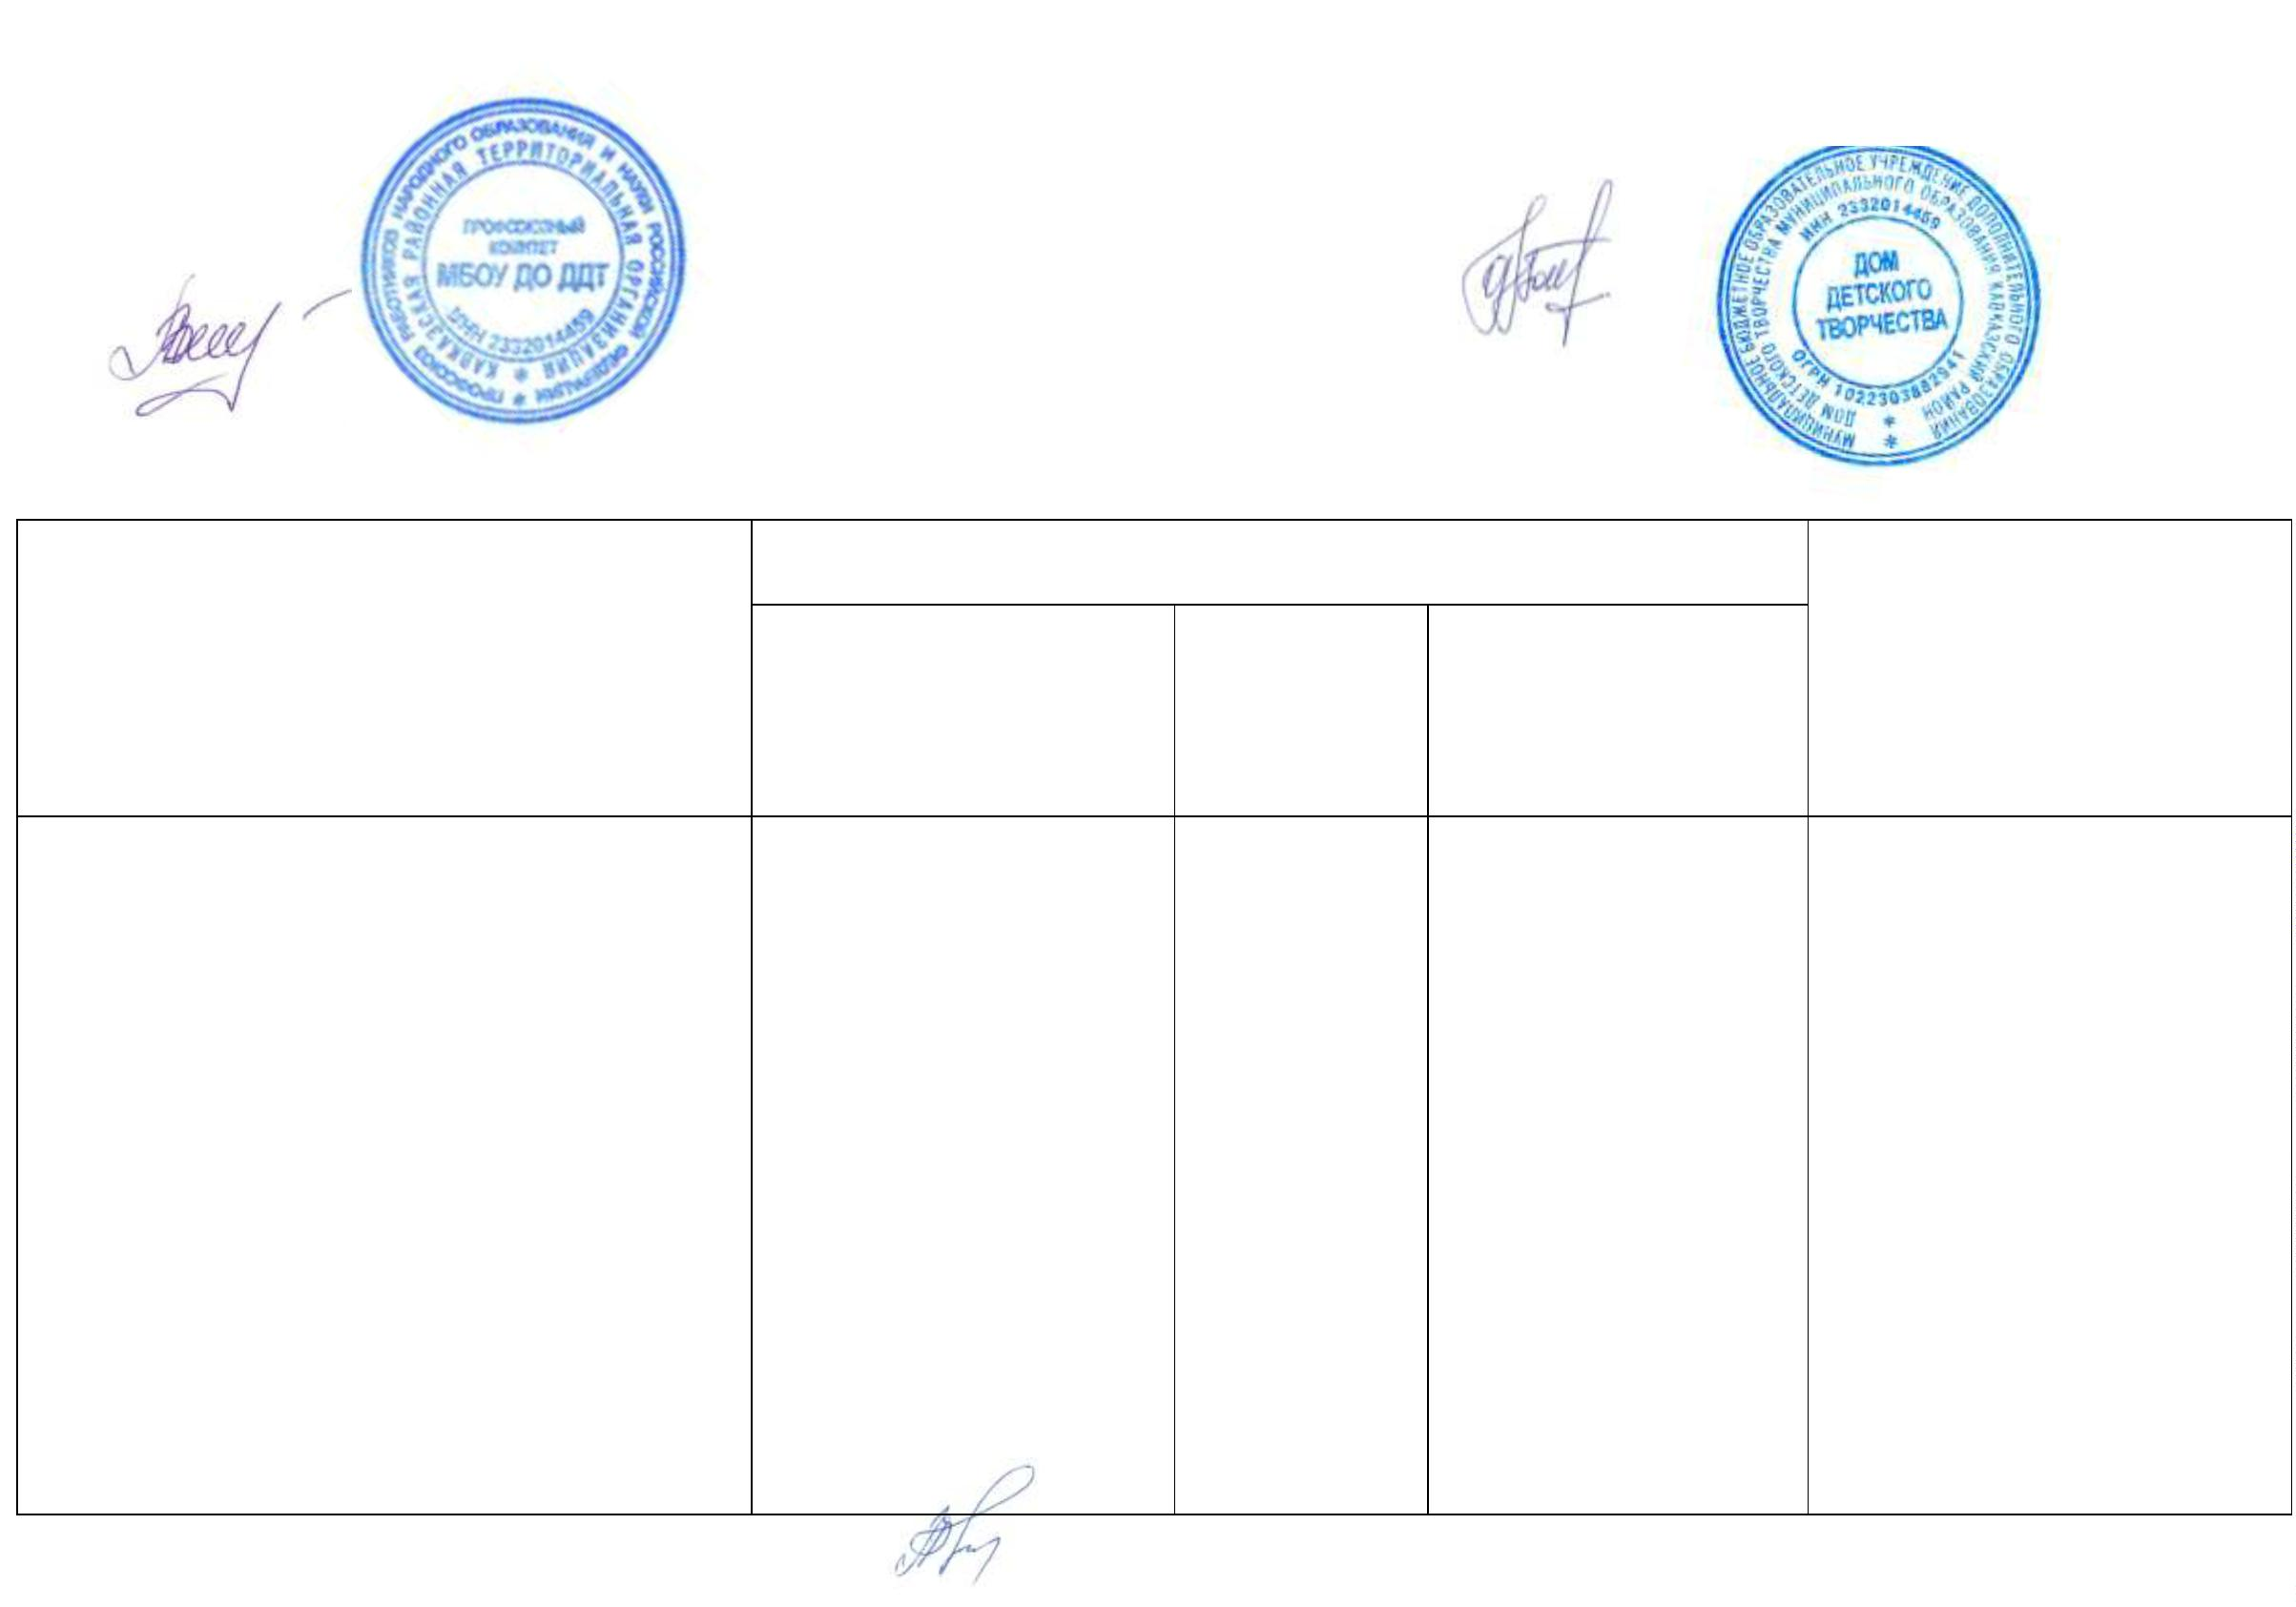 ПРОФСОЮЗ РАБОТНИКОВ НАРОДНОГО ОБРАЗОВАНИЯ И НАУКИ РОССИЙСКОЙ ФЕДЕРАЦИИ *
КАВКАЗСКАЯ РАЙОННАЯ ТЕРРИТОРИАЛЬНАЯ ОРГАНИЗАЦИЯ *
ПРОФСОЮЗНЫЙ
КОМИТЕТ
МБОУ ДО ДДТ
ИНН 2332014459
МУНИЦИПАЛЬНОЕ БЮДЖЕТНОЕ ОБРАЗОВАТЕЛЬНОЕ УЧРЕЖДЕНИЕ ДОПОЛНИТЕЛЬНОГО ОБРАЗОВАНИЯ *
ДОМ ДЕТСКОГО ТВОРЧЕСТВА МУНИЦИПАЛЬНОГО ОБРАЗОВАНИЯ КАВКАЗСКИЙ РАЙОН *
ИНН 2332014459
ДОМ
ДЕТСКОГО
ТВОРЧЕСТВА
ОГРН 1022303882941